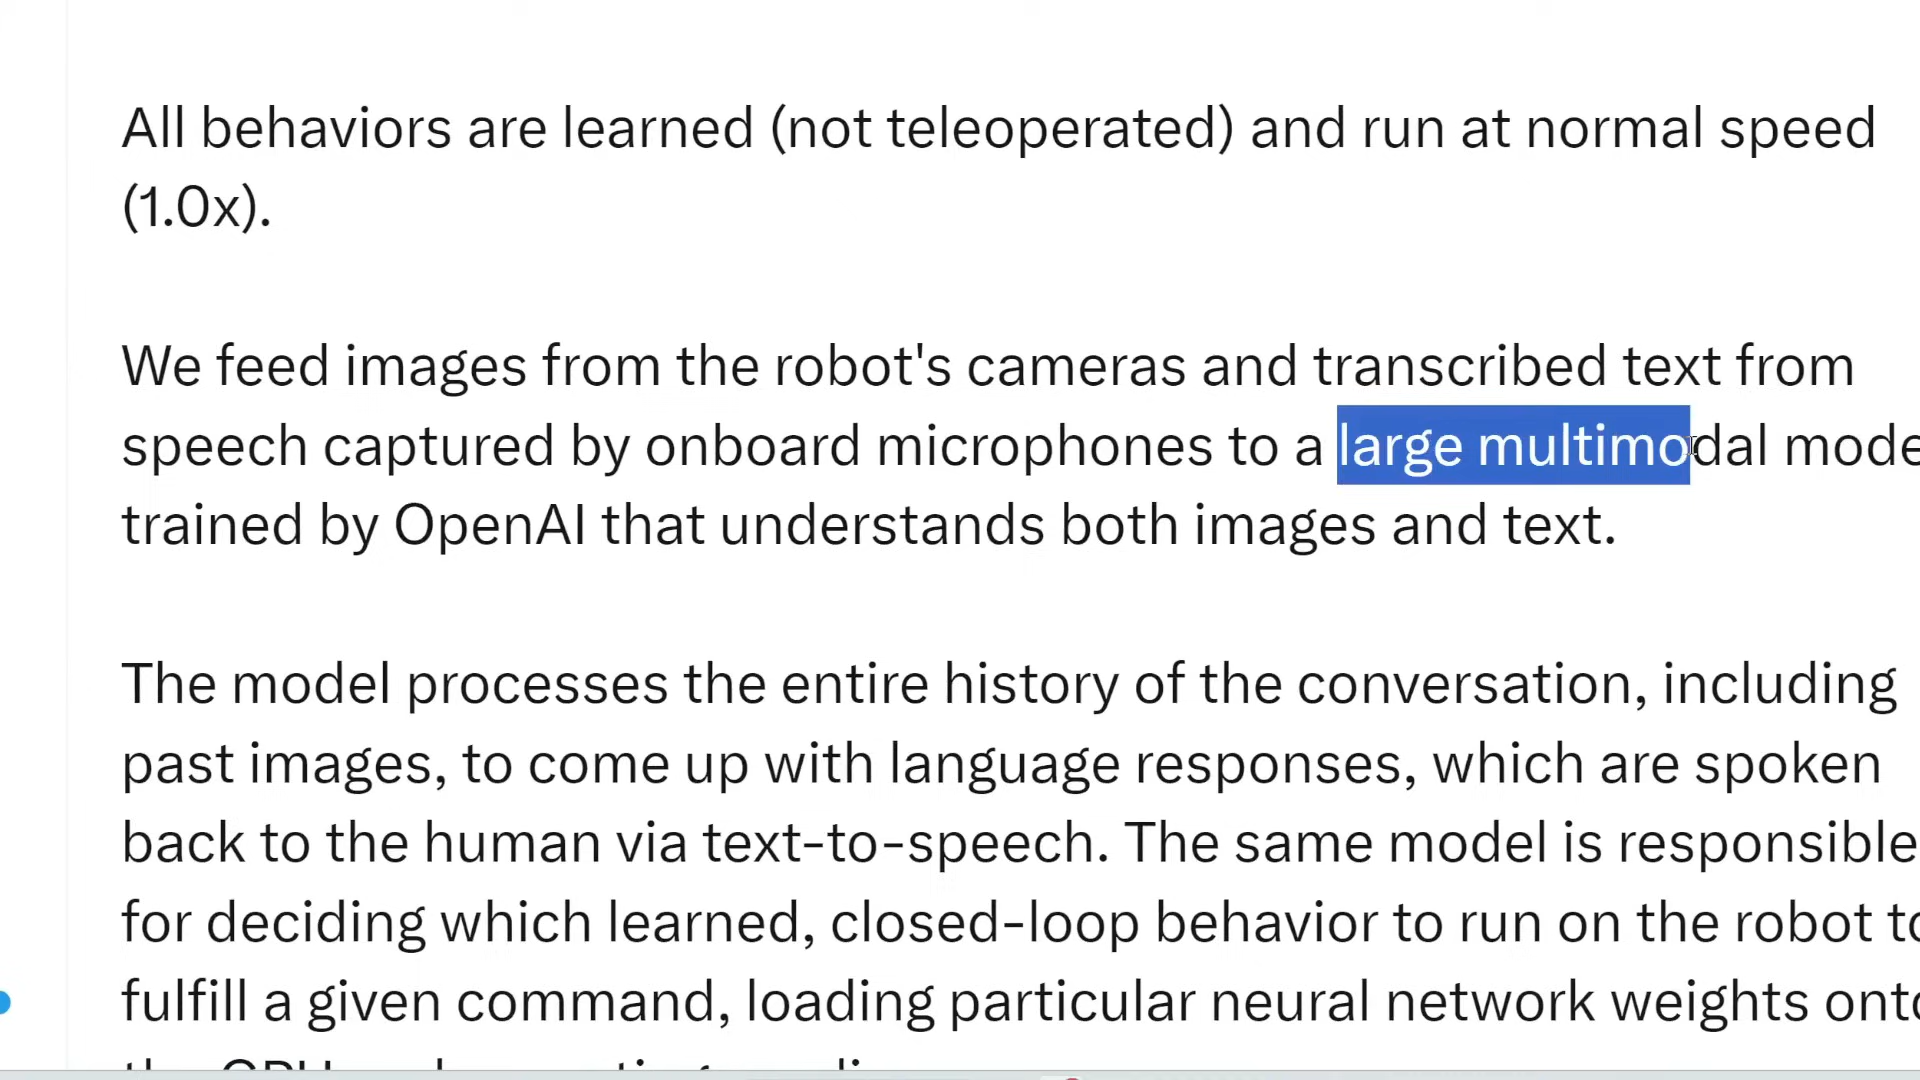 All behaviors are learned (not teleoperated) and run at normal speed
(1.0x).
We feed images from the robot's cameras and transcribed text from
speech captured by onboard microphones to a large multimodal mode
trained by OpenAI that understands both images and text.
The model processes the entire history of the conversation, including
past images, to come up with language responses, which are spoken
back to the human via text-to-speech. The same model is responsible
for deciding which learned, closed-loop behavior to run on the robot to
fulfill a given command, loading particular neural network weights onto